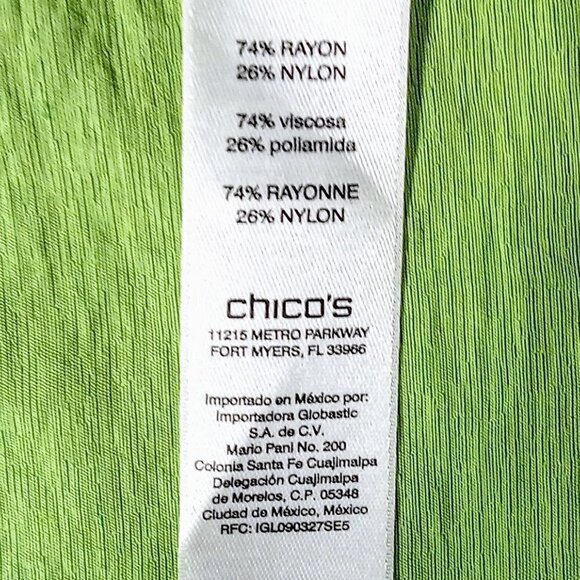 74% RAYON
26% NYLON
74% viscosa
26% poliamida
74% RAYONNE
26% NYLON
chico's
11215 METRO PARKWAY
FORT MYERS, FL 33966
Importado en México por:
Importadora Globastic
S.A. de C.V.
Mario Pani No. 200
Colonia Santa Fe Cuajimalpa
Delegación Cuajimalpa
de Morelos, C.P. 05348
Ciudad de México, México
RFC: IGL090327SE5